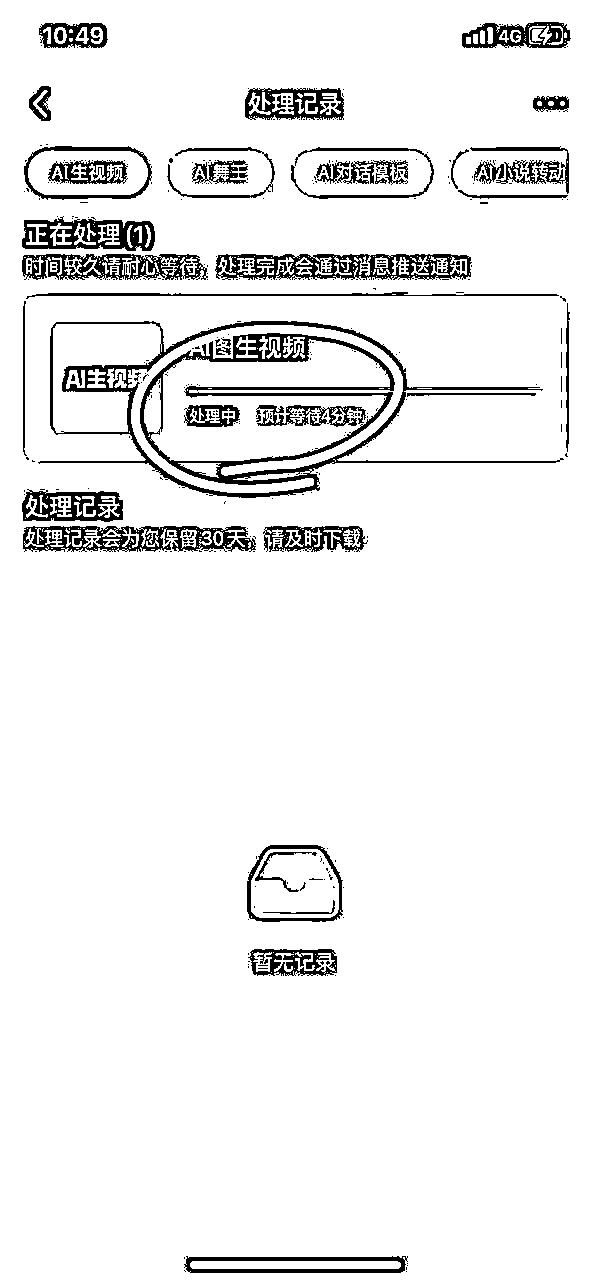 10:49 4G
处理记录
AI生视频 AI舞王 AI对话模板 AI小说转动
正在处理(1)
时间较久请耐心等待，处理完成会通过消息推送通知
AI图生视频
AI生视频
处理中 预计等待4分钟
处理记录
处理记录会为您保留30天，请及时下载
暂无记录